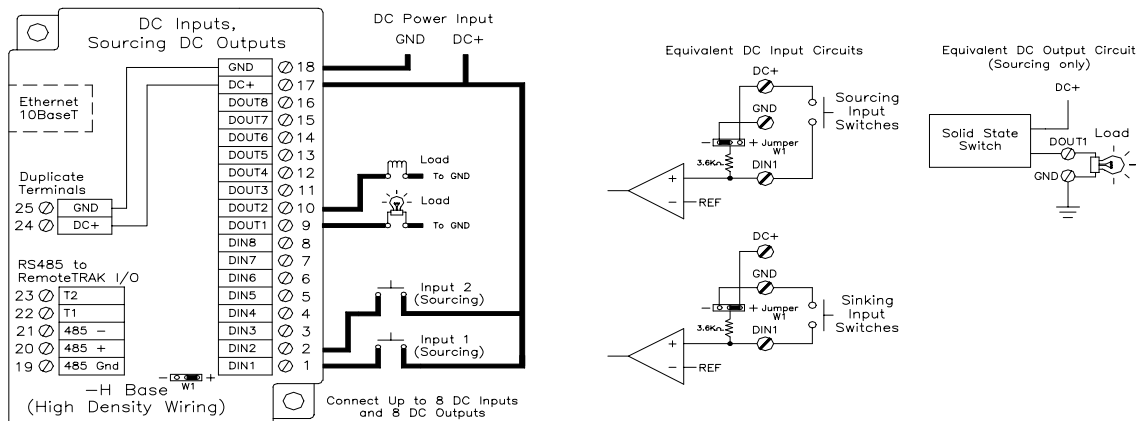 DC Inputs,
Sourcing DC Outputs
DC Power Input
GND DC+
GND 18
DC+ 17
DOUT8 16
DOUT7 15
DOUT6 14
DOUT5 13
DOUT4 12
DOUT3 11
DOUT2 10
DOUT1 9
DIN8 8
DIN7 7
DIN6 6
DIN5 5
DIN4 4
DIN3 3
DIN2 2
DIN1 1
Ethernet
10BaseT
Duplicate
Terminals
25 GND
24 DC+
RS485 to
RemoteTRAK I/O
23 T2
22 T1
21 485 -
20 485 +
19 485 Gnd
- + W1
-H Base
(High Density Wiring)
Load
To GND
Load
To GND
Input 2
(Sourcing)
Input 1
(Sourcing)
Connect Up to 8 DC Inputs
and 8 DC Outputs
Equivalent DC Input Circuits
DC+
GND
Sourcing
Input
Switches
- + Jumper
W1
3.6K
DIN1
+
- REF
DC+
GND
Sinking
Input
Switches
- + Jumper
W1
3.6K
DIN1
+
- REF
Equivalent DC Output Circuit
(Sourcing only)
DC+
Solid State
Switch
DOUT1
Load
GND